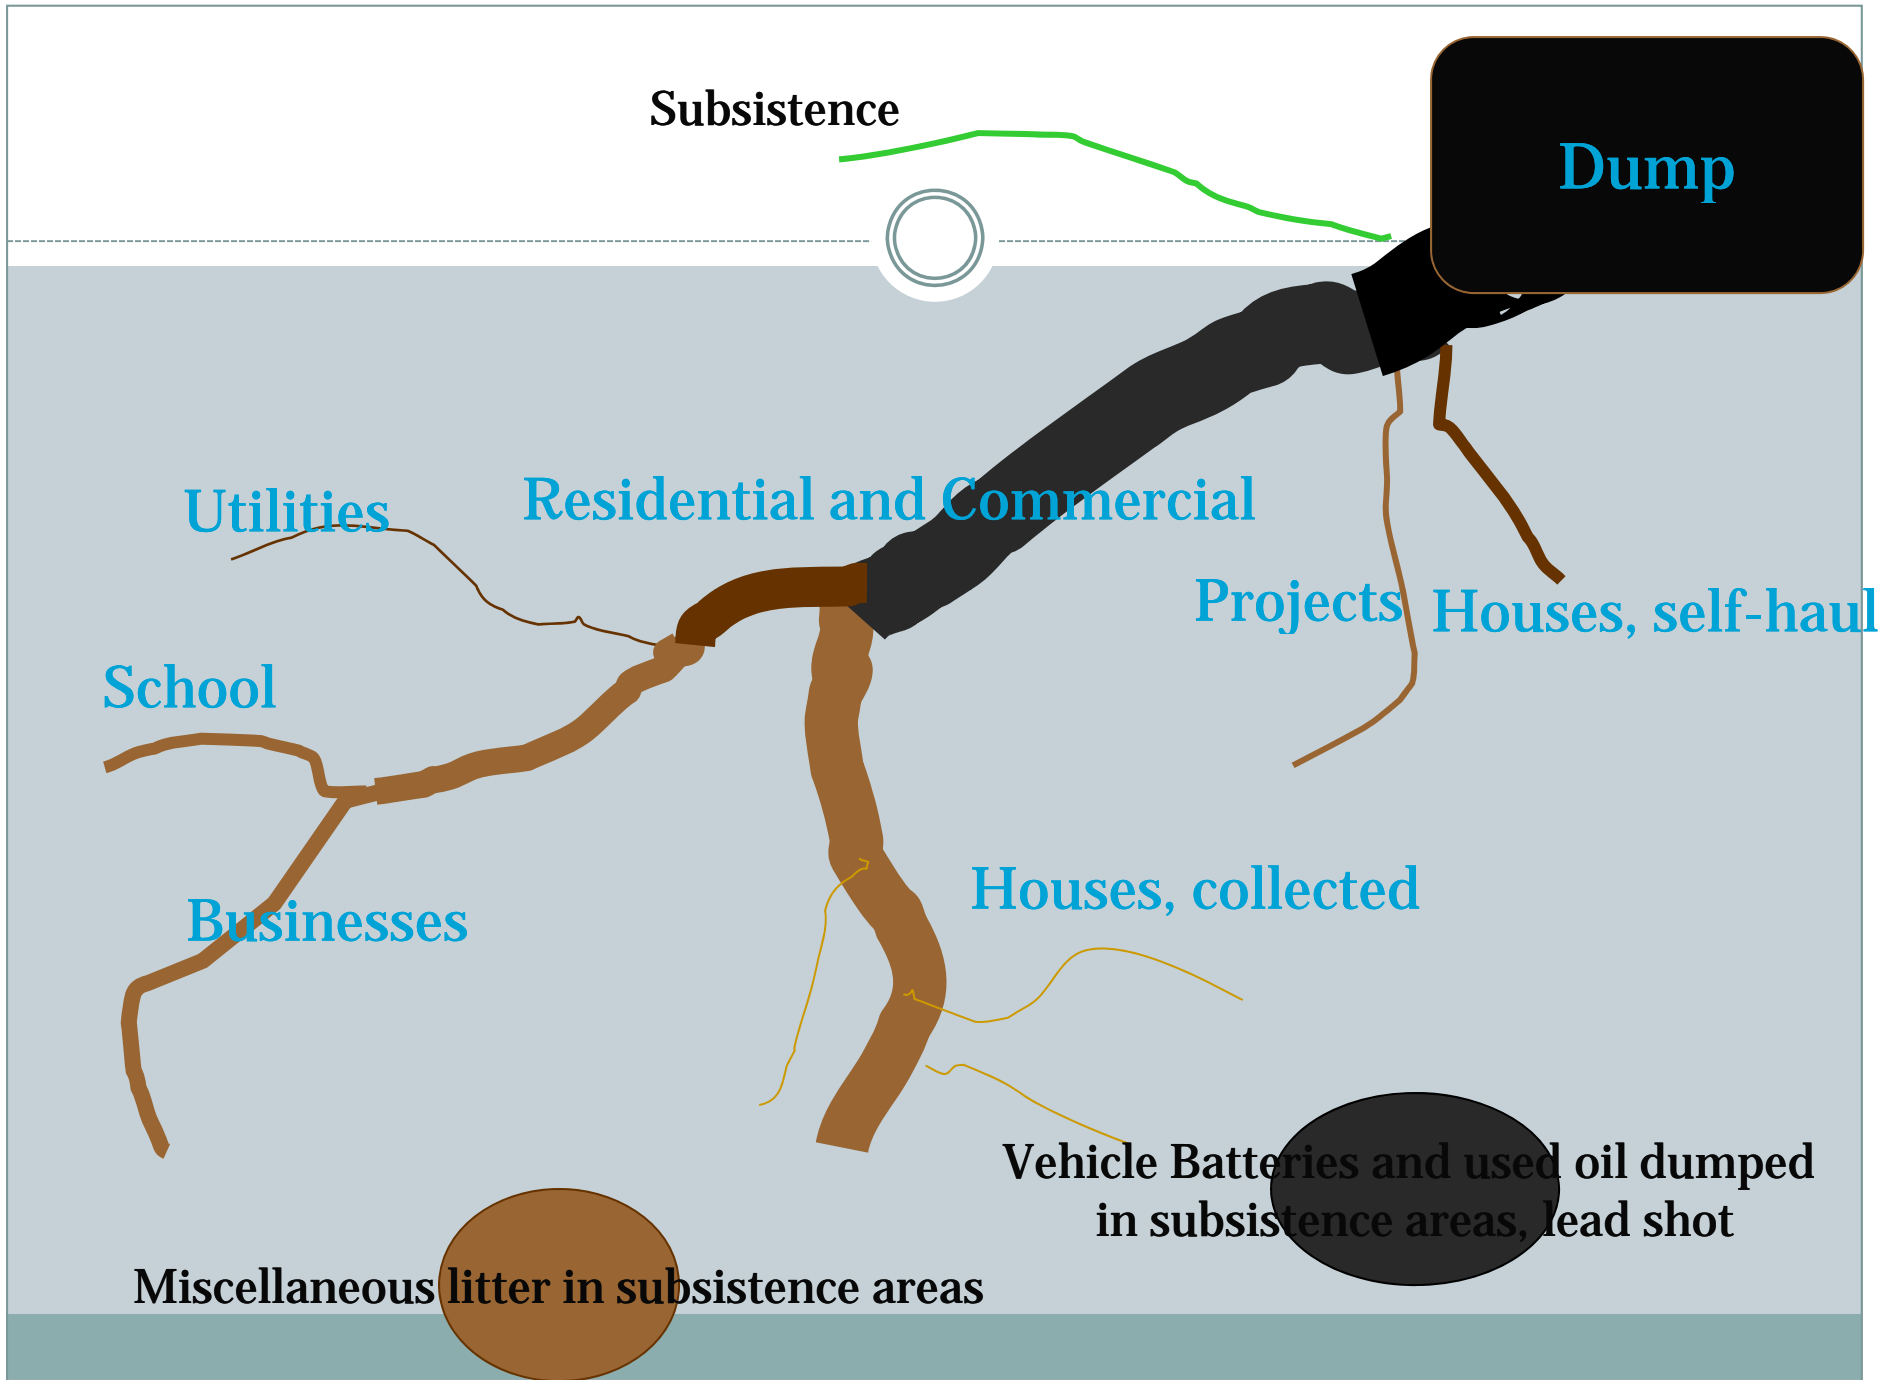 Subsistence
Dump
Utilities
Residential and Commercial
Projects
Houses, self-haul
School
Houses, collected
Businesses
Vehicle Batteries and used oil dumped
in subsistence areas, lead shot
Miscellaneous litter in subsistence areas